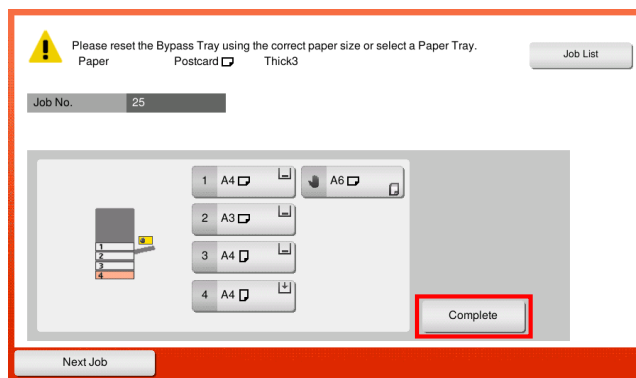 Please reset the Bypass Tray using the correct paper size or select a Paper Tray.
Paper Postcard Thick3
Job List
Job No. 25
1 A4 A6
2 A3
3 A4
4 A4
1
2
3
4
Complete
Next Job